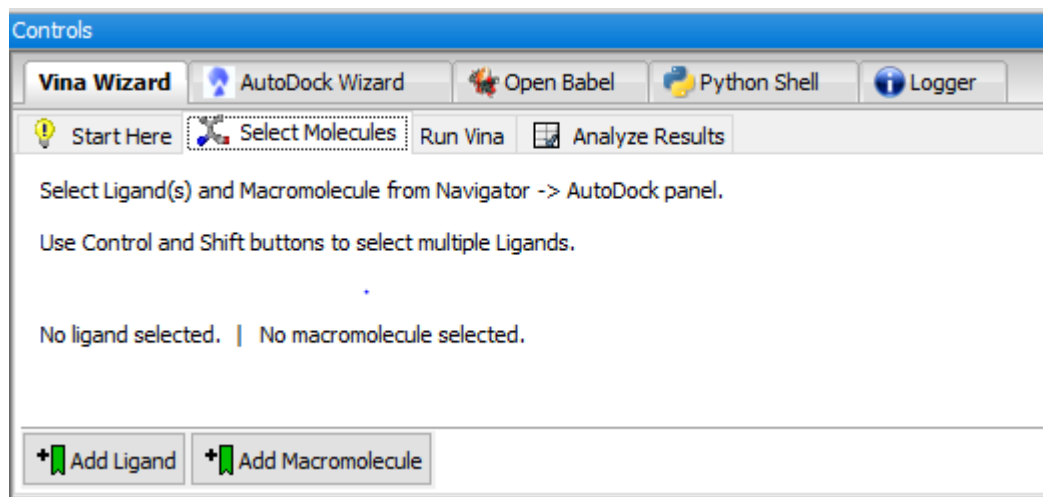 Controls
Vina Wizard AutoDock Wizard Open Babel Python Shell Logger
Start Here Select Molecules Run Vina Analyze Results
Select Ligand(s) and Macromolecule from Navigator -> AutoDock panel.
Use Control and Shift buttons to select multiple Ligands.
No ligand selected. | No macromolecule selected.
Add Ligand Add Macromolecule